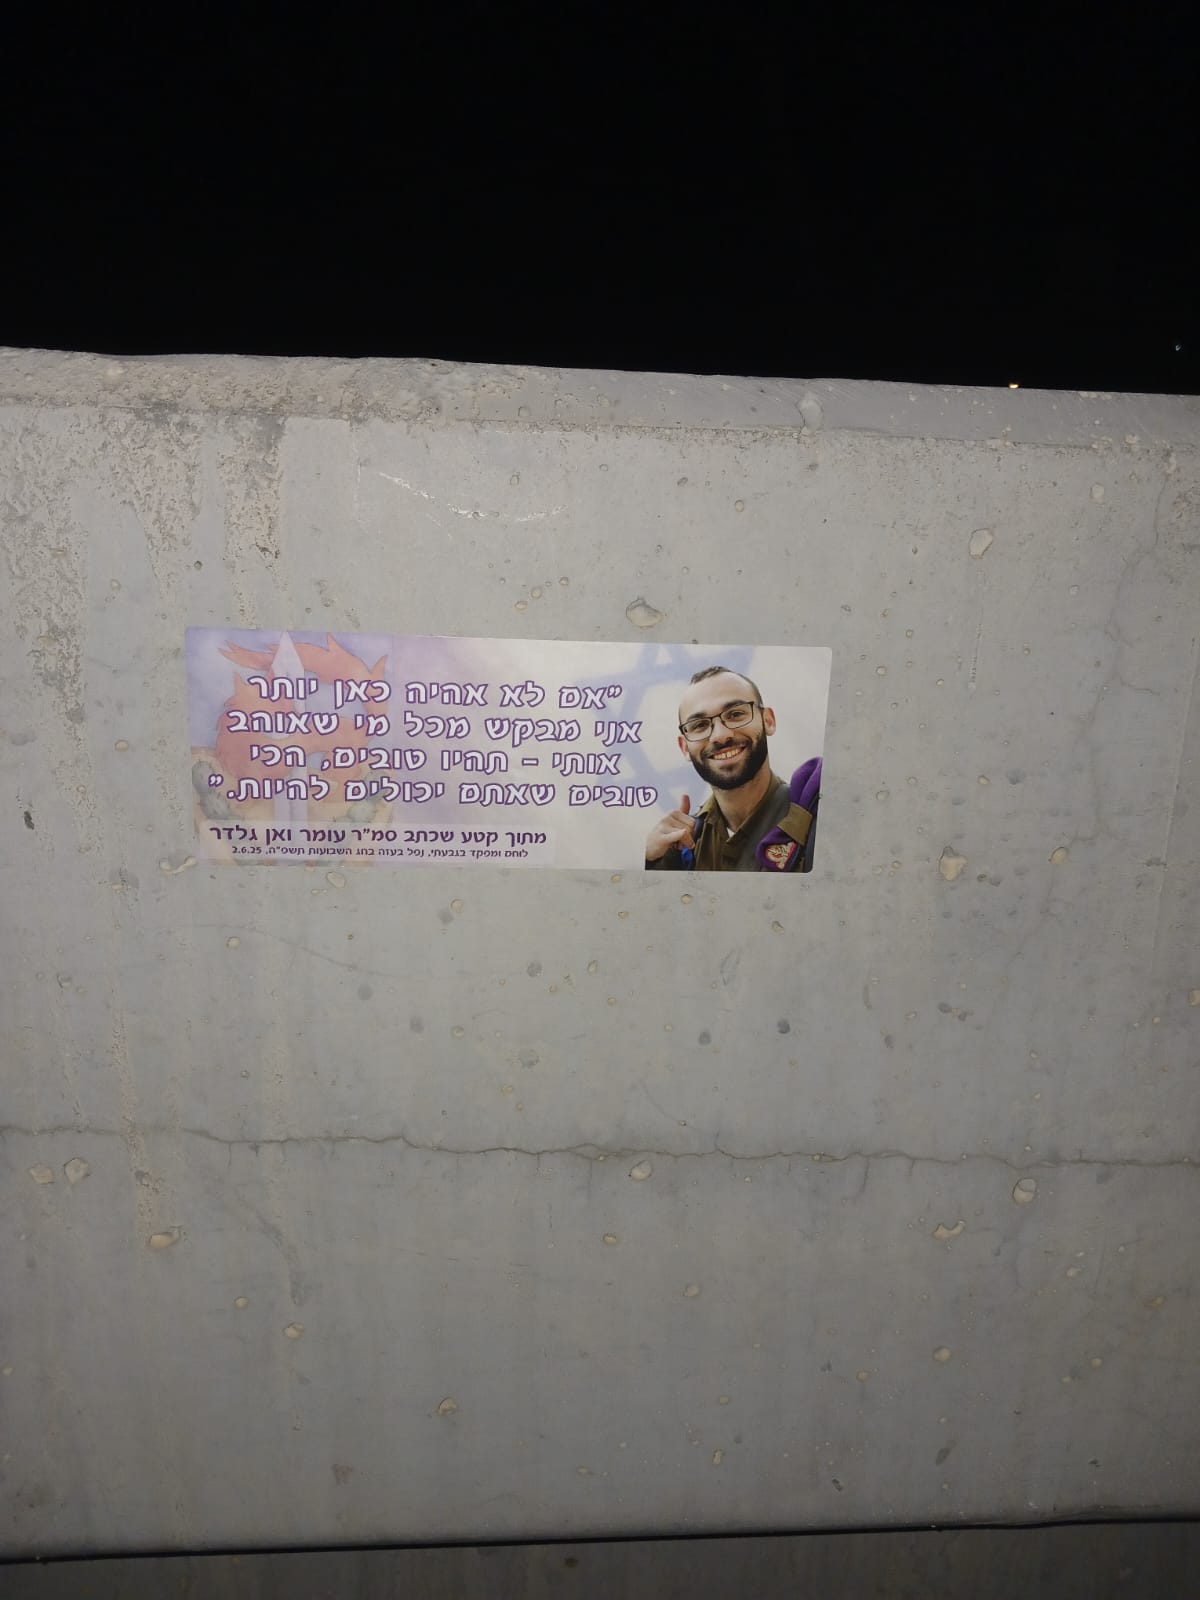 "אם לא אהיה כאן יותר
אני מבקש מכל מי שאוהב
אותי - תהיו טובים, הכי
טובים שאתם יכולים להיות."
מתוך קטע שכתב סמ"ר עומר ואן גלדר
לוחם ומפקד בגבעתי, נפל בעזה בחג השבועות תשפ"ה, 2.6.25